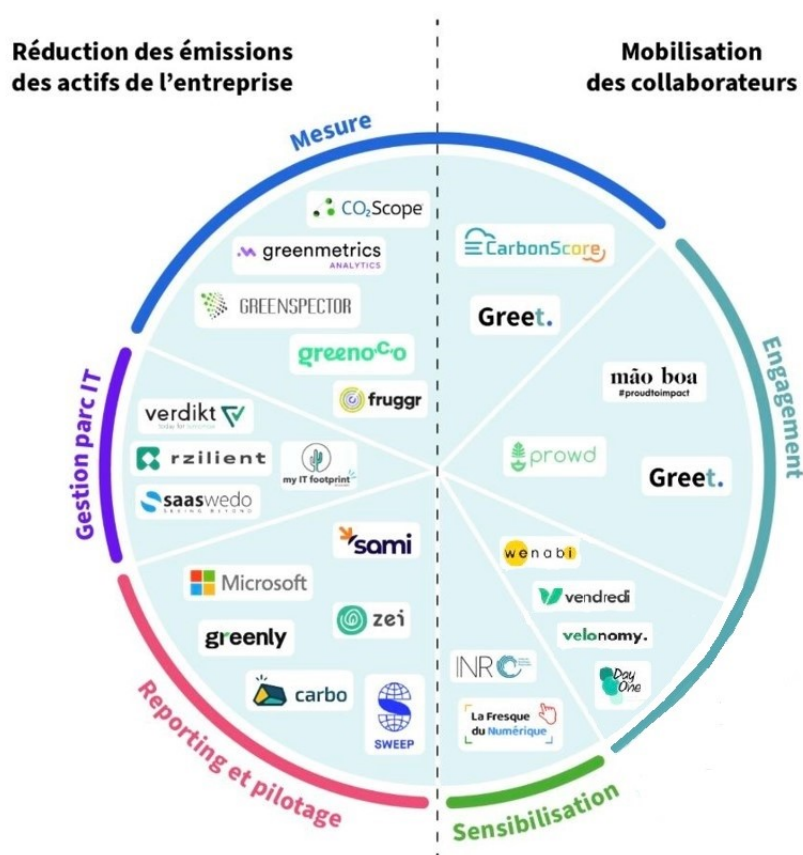 Réduction des émissions
des actifs de l’entreprise
Mobilisation
des collaborateurs
Mesure
CO₂Scope
greenmetrics
ANALYTICS
GREENSPECTOR
greenoco
fruggr
CarbonScore
Greet.
Engagement
mão boa
#proudtoimpact
prowd
Greet.
wenabi
vendredi
velonomy.
Day
One
Gestion parc IT
verdikt
rzilient
my IT footprint
saaswedo
SEEING BEYOND
Reporting et pilotage
sami
Microsoft
zei
greenly
carbo
SWEEP
Sensibilisation
INR
La Fresque
du Numérique